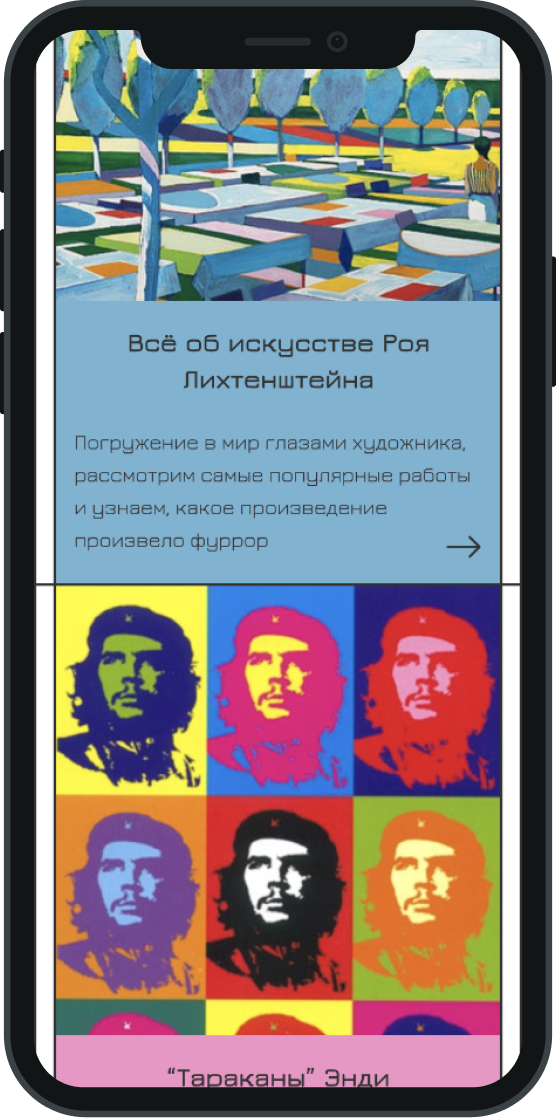 Всё об искусстве Роя
Лихтенштейна
Погружение в мир глазами художника,
рассмотрим самые популярные работы
и узнаем, какое произведение
произвело фуррор
“Тараканы” Энди